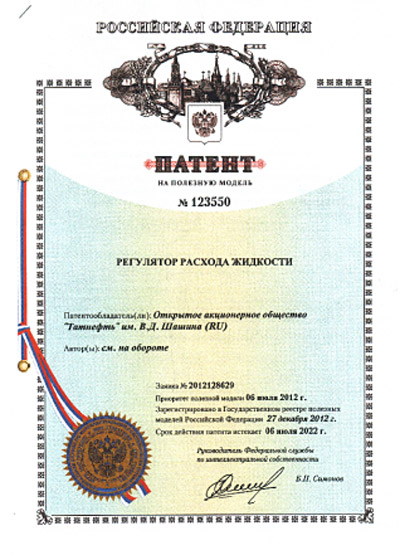 РОССИЙСКАЯ ФЕДЕРАЦИЯ
ПАТЕНТ
НА ПОЛЕЗНУЮ МОДЕЛЬ
№ 123550
РЕГУЛЯТОР РАСХОДА ЖИДКОСТИ
Патентообладатель(ли): Открытое акционерное общество
"Татнефть" им. В.Д. Шашина (RU)
Автор(ы): см. на обороте
Заявка № 2012128629
Приоритет полезной модели 06 июля 2012 г.
Зарегистрировано в Государственном реестре полезных
моделей Российской Федерации 27 декабря 2012 г.
Срок действия патента истекает 06 июля 2022 г.
Руководитель Федеральной службы
по интеллектуальной собственности
Б.П. Симонов